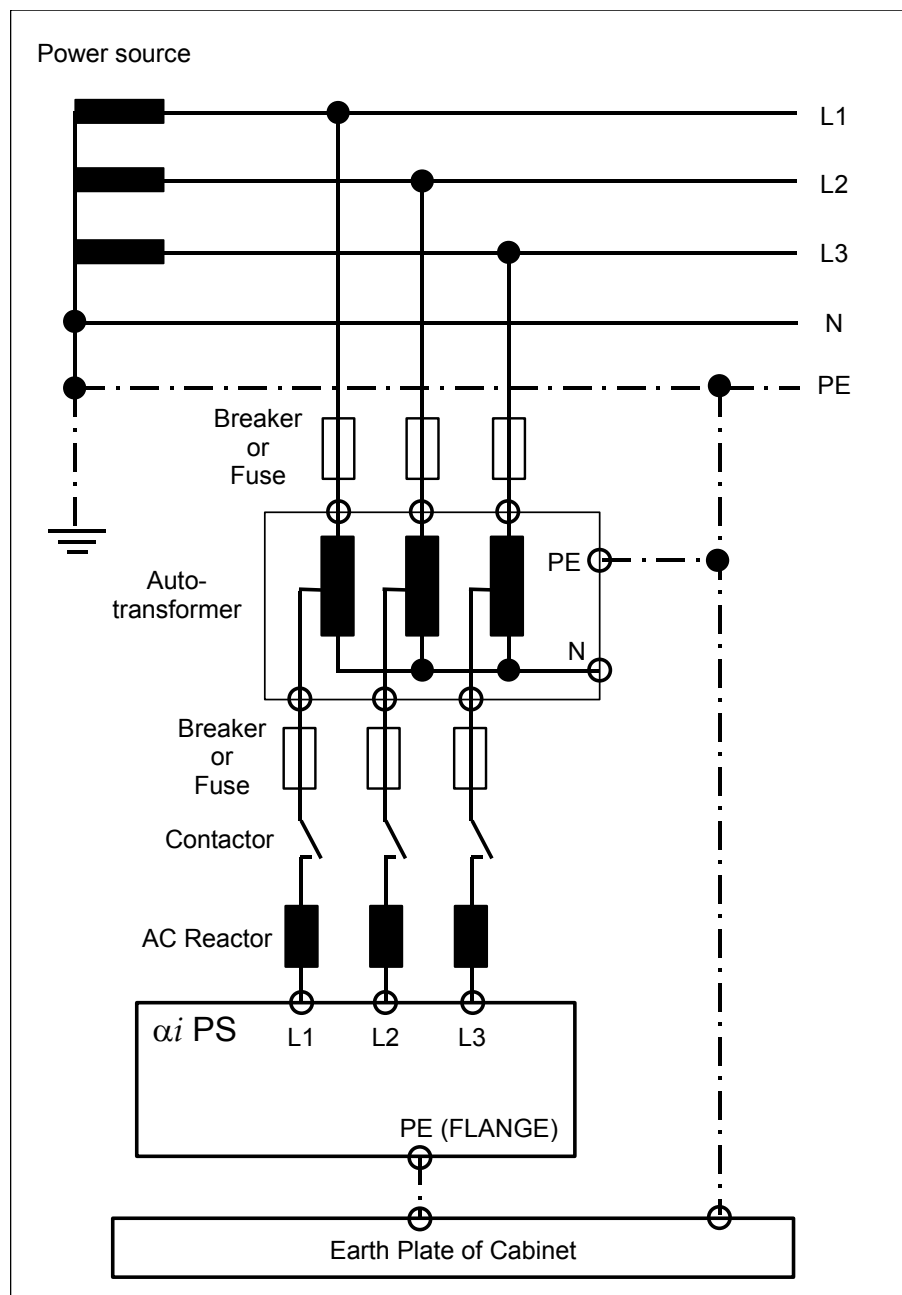 Power source
L1
L2
L3
N
PE
Breaker
or
Fuse
PE
Auto-
transformer
N
Breaker
or
Fuse
Contactor
AC Reactor
αi PS
L1 L2 L3
PE (FLANGE)
Earth Plate of Cabinet